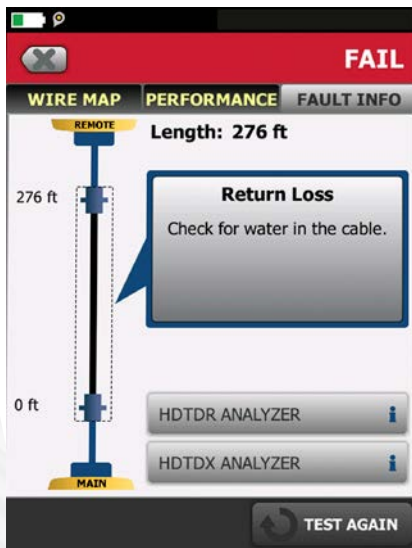 FAIL
WIRE MAP PERFORMANCE FAULT INFO
REMOTE
Length: 276 ft
276 ft
Return Loss
Check for water in the cable.
0 ft
HDTDR ANALYZER i
HDTDX ANALYZER i
MAIN
TEST AGAIN